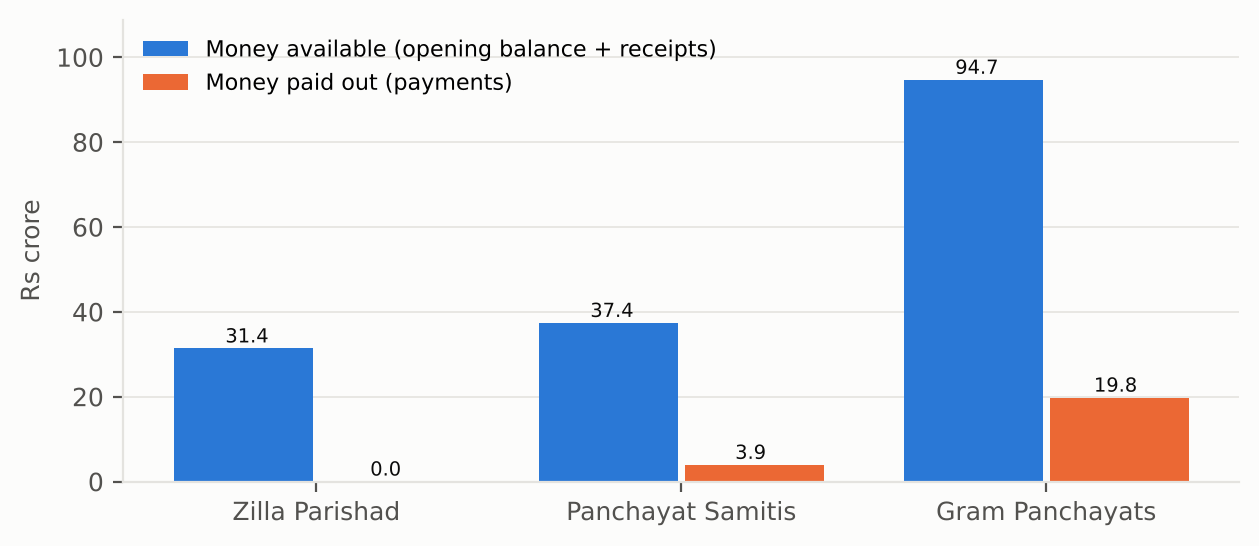 Money available (opening balance + receipts)
Money paid out (payments)
Rs crore
100
80
60
40
20
0
31.4
0.0
37.4
3.9
94.7
19.8
Zilla Parishad
Panchayat Samitis
Gram Panchayats